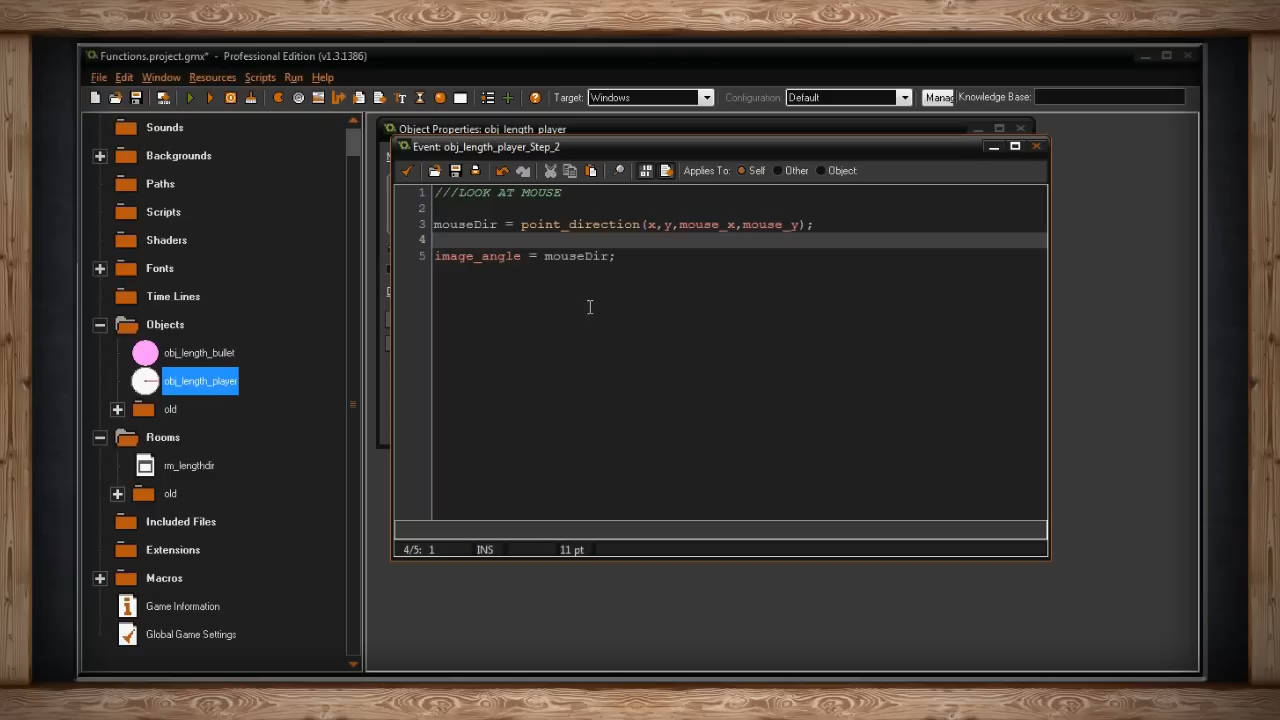 Functions.project.gmx* - Professional Edition (v1.3.1386)
File Edit Window Resources Scripts Run Help
Target: Windows Configuration: Default Manag Knowledge Base:
Sounds
Backgrounds
Paths
Scripts
Shaders
Fonts
Time Lines
Objects
obj_length_bullet
obj_length_player
old
Rooms
rm_lengthdir
old
Included Files
Extensions
Macros
Game Information
Global Game Settings
Object Properties: obj_length_player
Event: obj_length_player_Step_2
Applies To: Self Other Object
1 ///LOOK AT MOUSE
2
3 mouseDir = point_direction(x,y,mouse_x,mouse_y);
4
5 image_angle = mouseDir;
4/5: 1 INS 11 pt